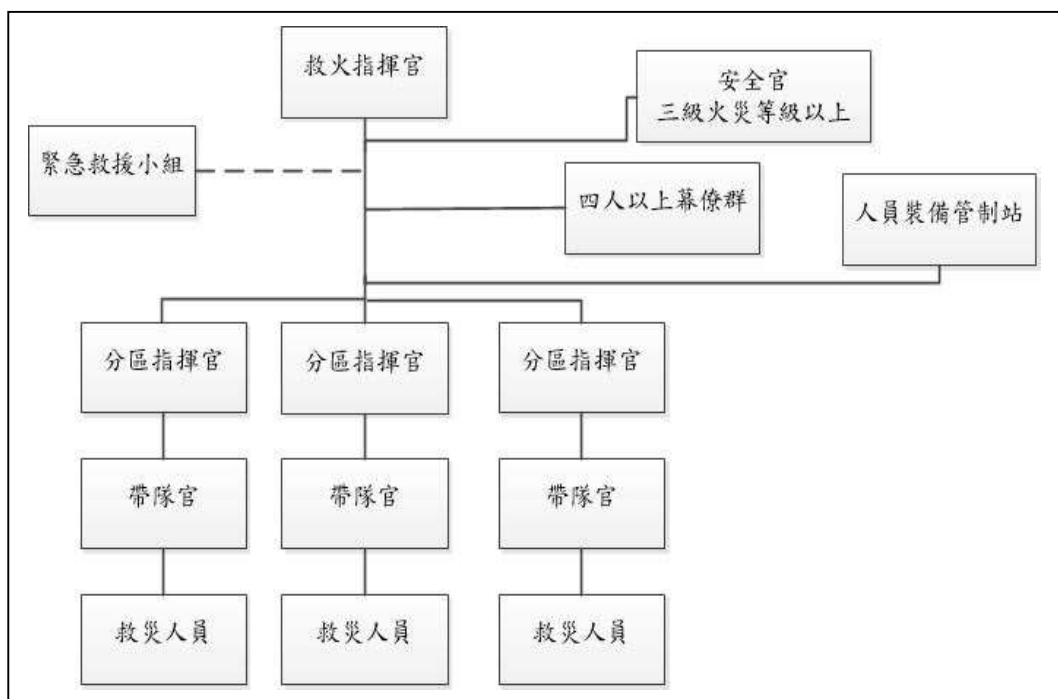 救火指揮官
安全官
三級火災等級以上
緊急救援小組
四人以上幕僚群
人員裝備管制站
分區指揮官
分區指揮官
分區指揮官
帶隊官
帶隊官
帶隊官
救災人員
救災人員
救災人員